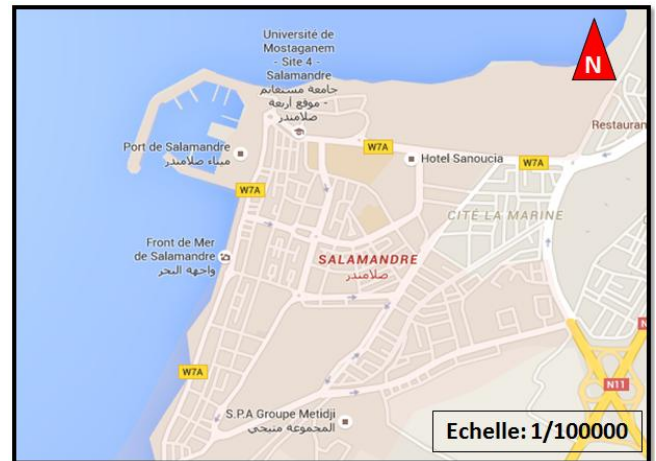 Université de
Mostaganem
- Site 4 -
Salamandre
جامعة مستغانم
- موقع أربعة
صلامندر
N
Restauran
Port de Salamandre
ميناء صلامندر
W7A
Hotel Sanoucia
W7A
W7A
CITÉ LA MARINE
Front de Mer
de Salamandre
واجهة البحر
SALAMANDRE
صلامندر
N
W7A
N11
S.P.A Groupe Metidji
المجموعة متيجي
Echelle: 1/100000